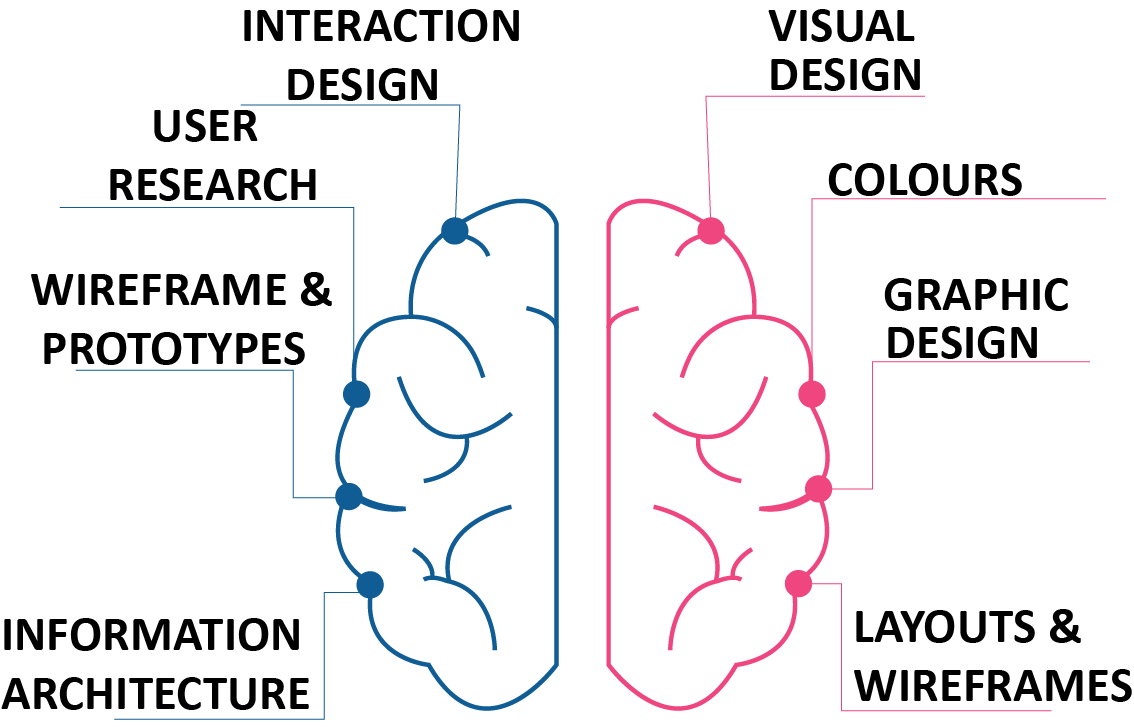 INTERACTION
DESIGN
USER
RESEARCH
WIREFRAME &
PROTOTYPES
INFORMATION
ARCHITECTURE
VISUAL
DESIGN
COLOURS
GRAPHIC
DESIGN
LAYOUTS &
WIREFRAMES